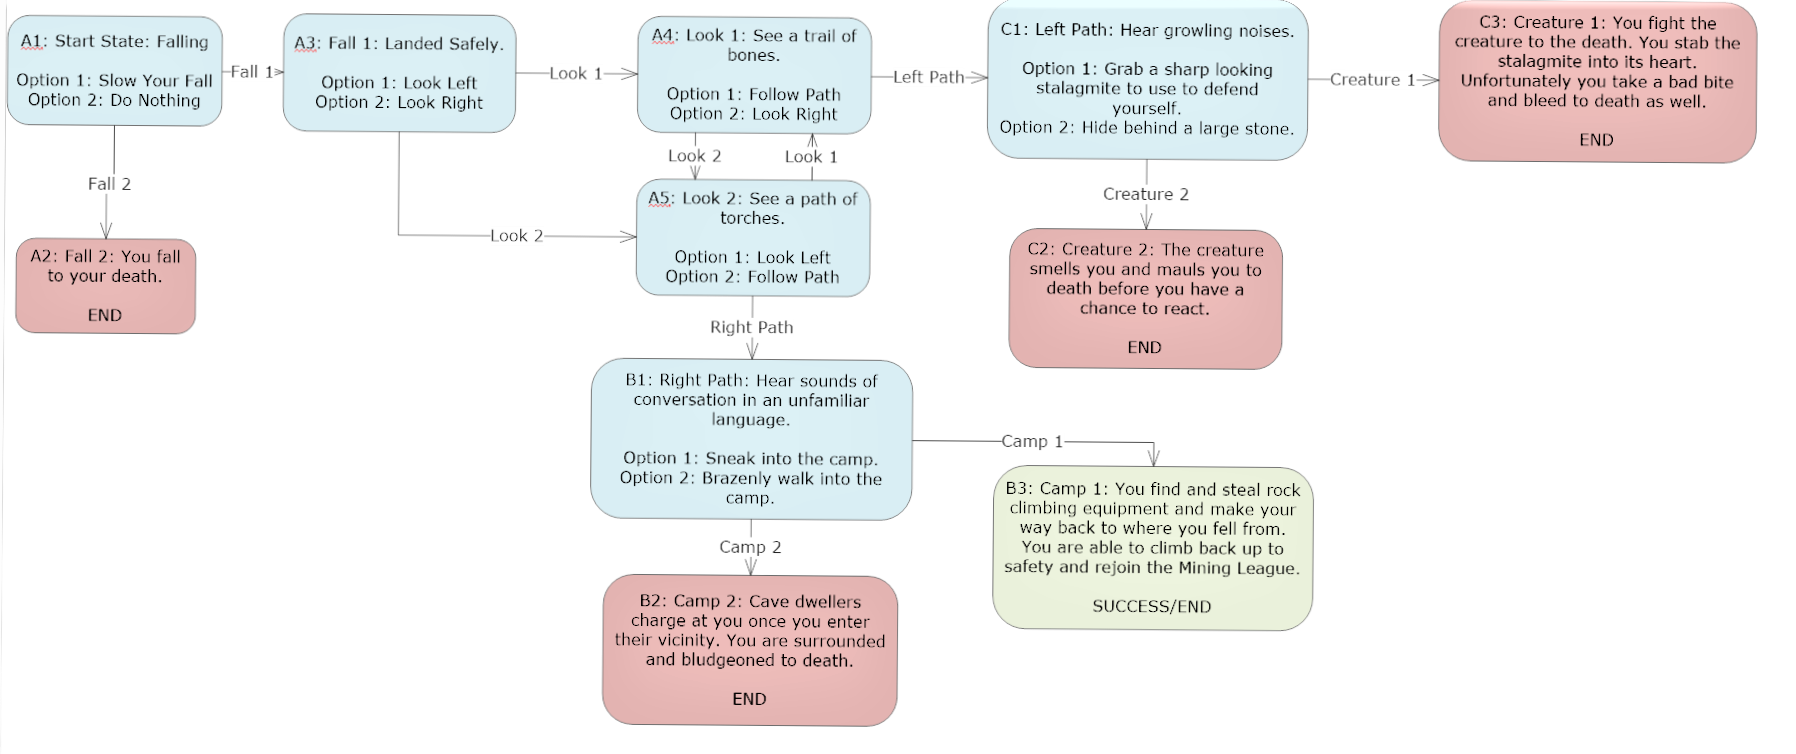 A1: Start State: Falling
Option 1: Slow Your Fall
Option 2: Do Nothing
Fall 1
A3: Fall 1: Landed Safely.
Option 1: Look Left
Option 2: Look Right
Look 1
A4: Look 1: See a trail of
bones.
Option 1: Follow Path
Option 2: Look Right
Left Path
C1: Left Path: Hear growling noises.
Option 1: Grab a sharp looking
stalagmite to use to defend
yourself.
Option 2: Hide behind a large stone.
Creature 1
C3: Creature 1: You fight the
creature to the death. You stab the
stalagmite into its heart.
Unfortunately you take a bad bite
and bleed to death as well.
END
Fall 2
A2: Fall 2: You fall
to your death.
END
Look 2
Look 2
Look 1
A5: Look 2: See a path of
torches.
Option 1: Look Left
Option 2: Follow Path
Creature 2
C2: Creature 2: The creature
smells you and mauls you to
death before you have a
chance to react.
END
Right Path
B1: Right Path: Hear sounds of
conversation in an unfamiliar
language.
Option 1: Sneak into the camp.
Option 2: Brazenly walk into the
camp.
Camp 1
B3: Camp 1: You find and steal rock
climbing equipment and make your
way back to where you fell from.
You are able to climb back up to
safety and rejoin the Mining League.
SUCCESS/END
Camp 2
B2: Camp 2: Cave dwellers
charge at you once you enter
their vicinity. You are surrounded
and bludgeoned to death.
END